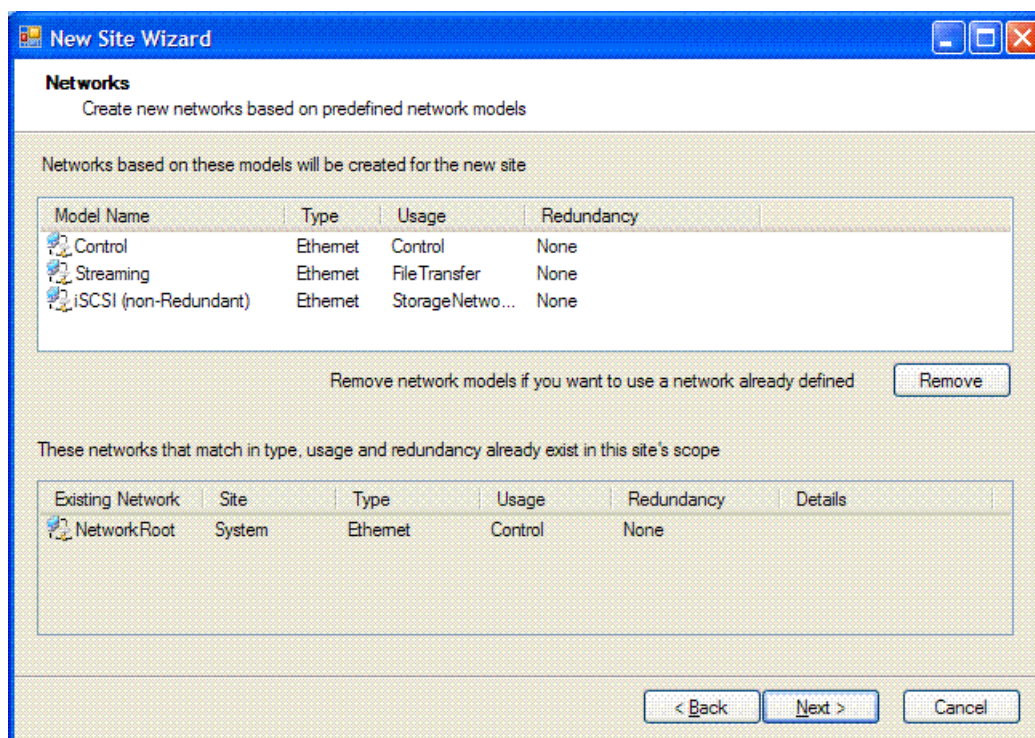 New Site Wizard
Networks
Create new networks based on predefined network models
Networks based on these models will be created for the new site
Model Name Type Usage Redundancy
Control Ethernet Control None
Streaming Ethernet FileTransfer None
iSCSI (non-Redundant) Ethernet StorageNetwo... None
Remove network models if you want to use a network already defined Remove
These networks that match in type, usage and redundancy already exist in this site's scope
Existing Network Site Type Usage Redundancy Details
NetworkRoot System Ethernet Control None
< Back Next > Cancel